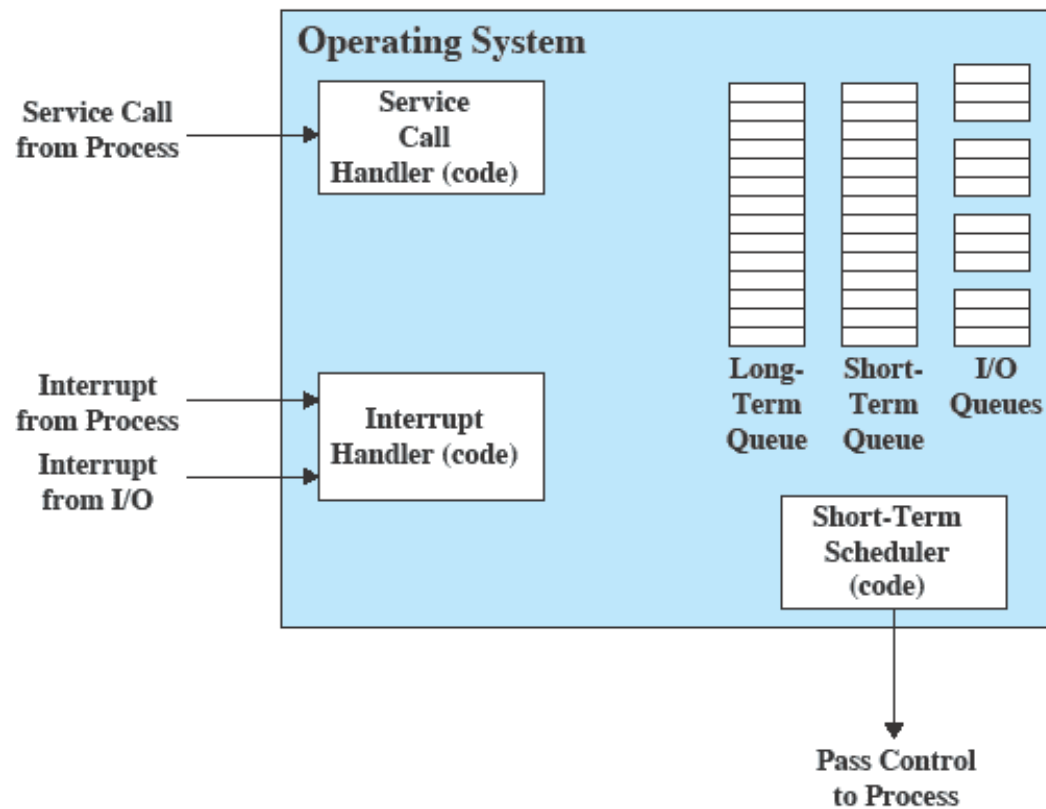 Operating System
Service Call
from Process
Service
Call
Handler (code)
Interrupt
from Process
Interrupt
from I/O
Interrupt
Handler (code)
Long-
Term
Queue
Short-
Term
Queue
I/O
Queues
Short-Term
Scheduler
(code)
Pass Control
to Process